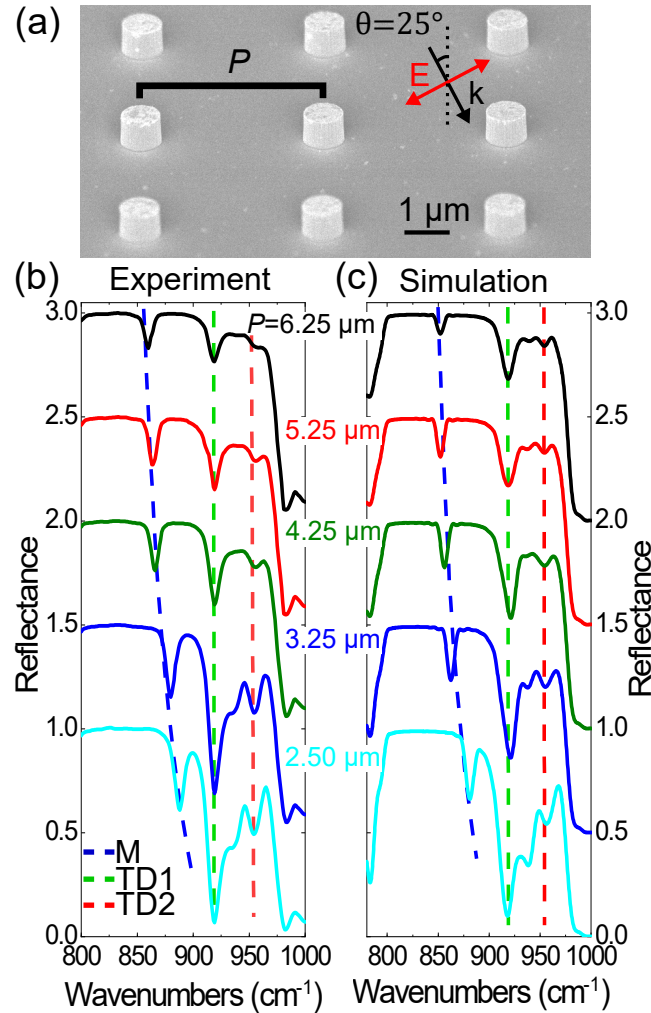 (a)
θ=25°
P
E
k
1 μm
(b) Experiment
(c) Simulation
3.0
P=6.25 μm
3.0
2.5
5.25 μm
2.5
2.0
4.25 μm
2.0
1.5
3.25 μm
1.5
1.0
2.50 μm
1.0
0.5
0.5
0.0
0.0
Reflectance
Reflectance
M
TD1
TD2
800 850 900 950 1000
800 850 900 950 1000
Wavenumbers (cm⁻¹)
Wavenumbers (cm⁻¹)